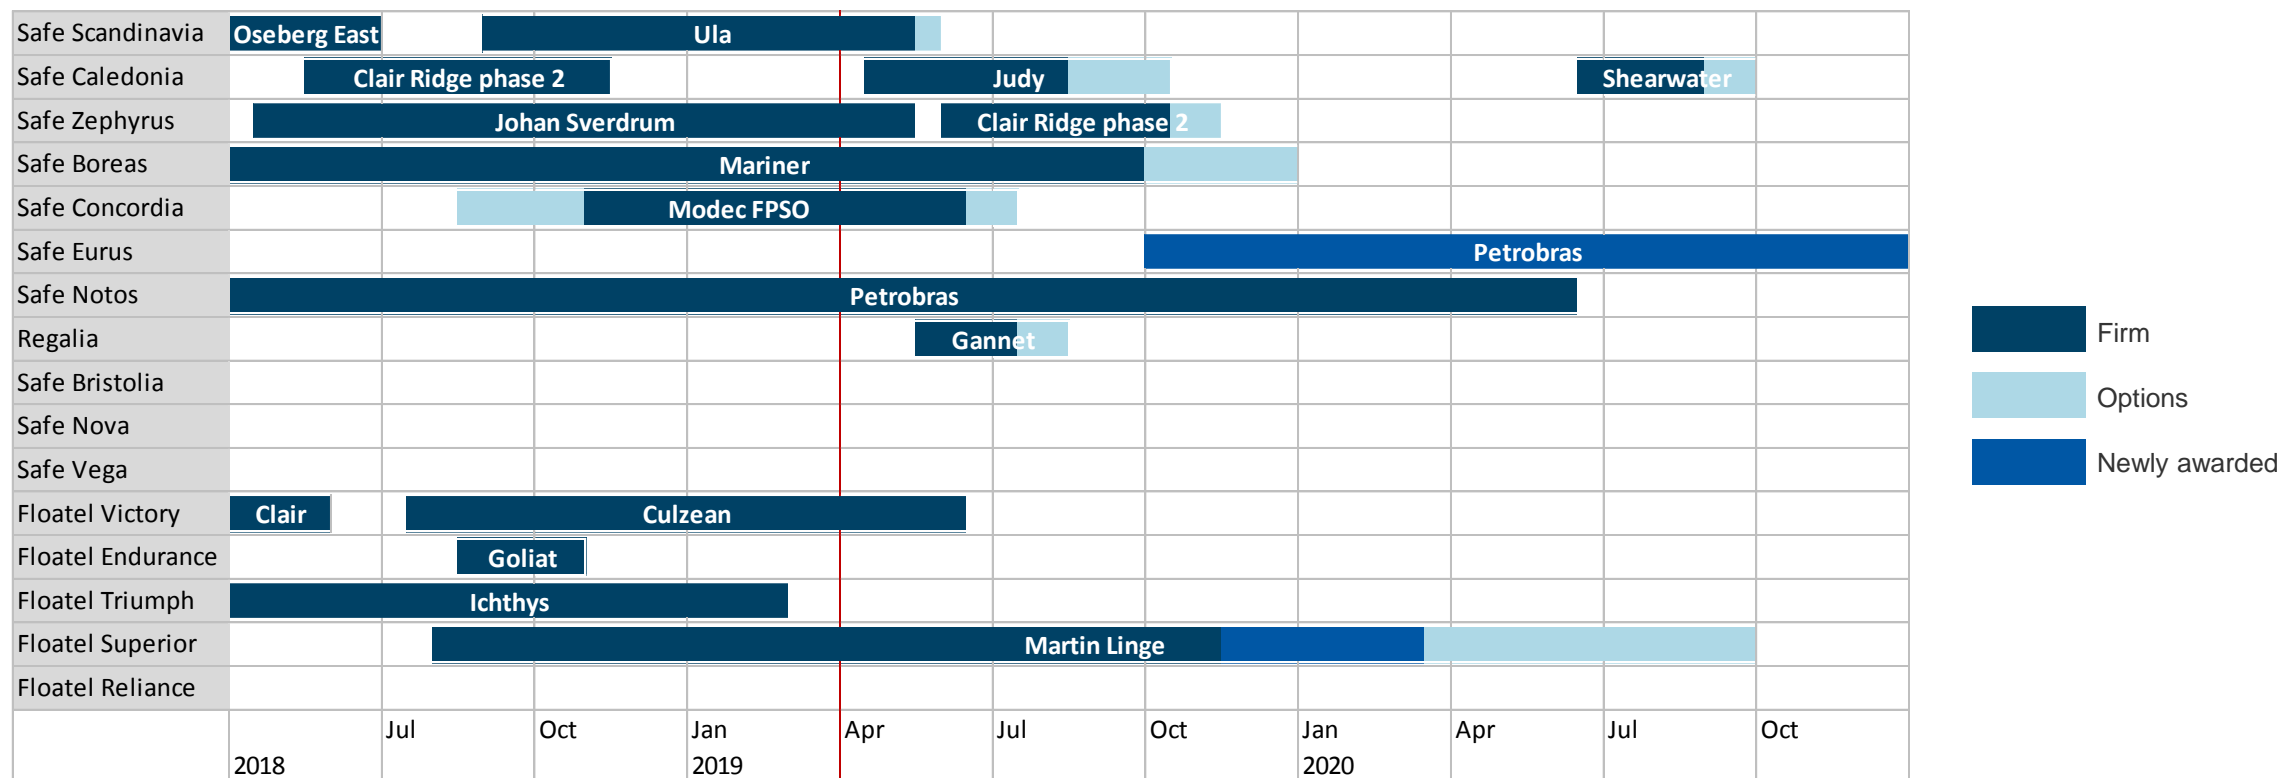 Safe Scandinavia Oseberg East Ula
Safe Caledonia Clair Ridge phase 2 Judy Shearwater
Safe Zephyrus Johan Sverdrum Clair Ridge phase 2
Safe Boreas Mariner
Safe Concordia Modec FPSO
Safe Eurus Petrobras
Safe Notos Petrobras
Regalia Gannet
Safe Bristolia
Safe Nova
Safe Vega
Floatel Victory Clair Culzean
Floatel Endurance Goliat
Floatel Triumph Ichthys
Floatel Superior Martin Linge
Floatel Reliance
Jul Oct Jan Apr Jul Oct Jan Apr Jul Oct
2018 2019 2020
Firm
Options
Newly awarded